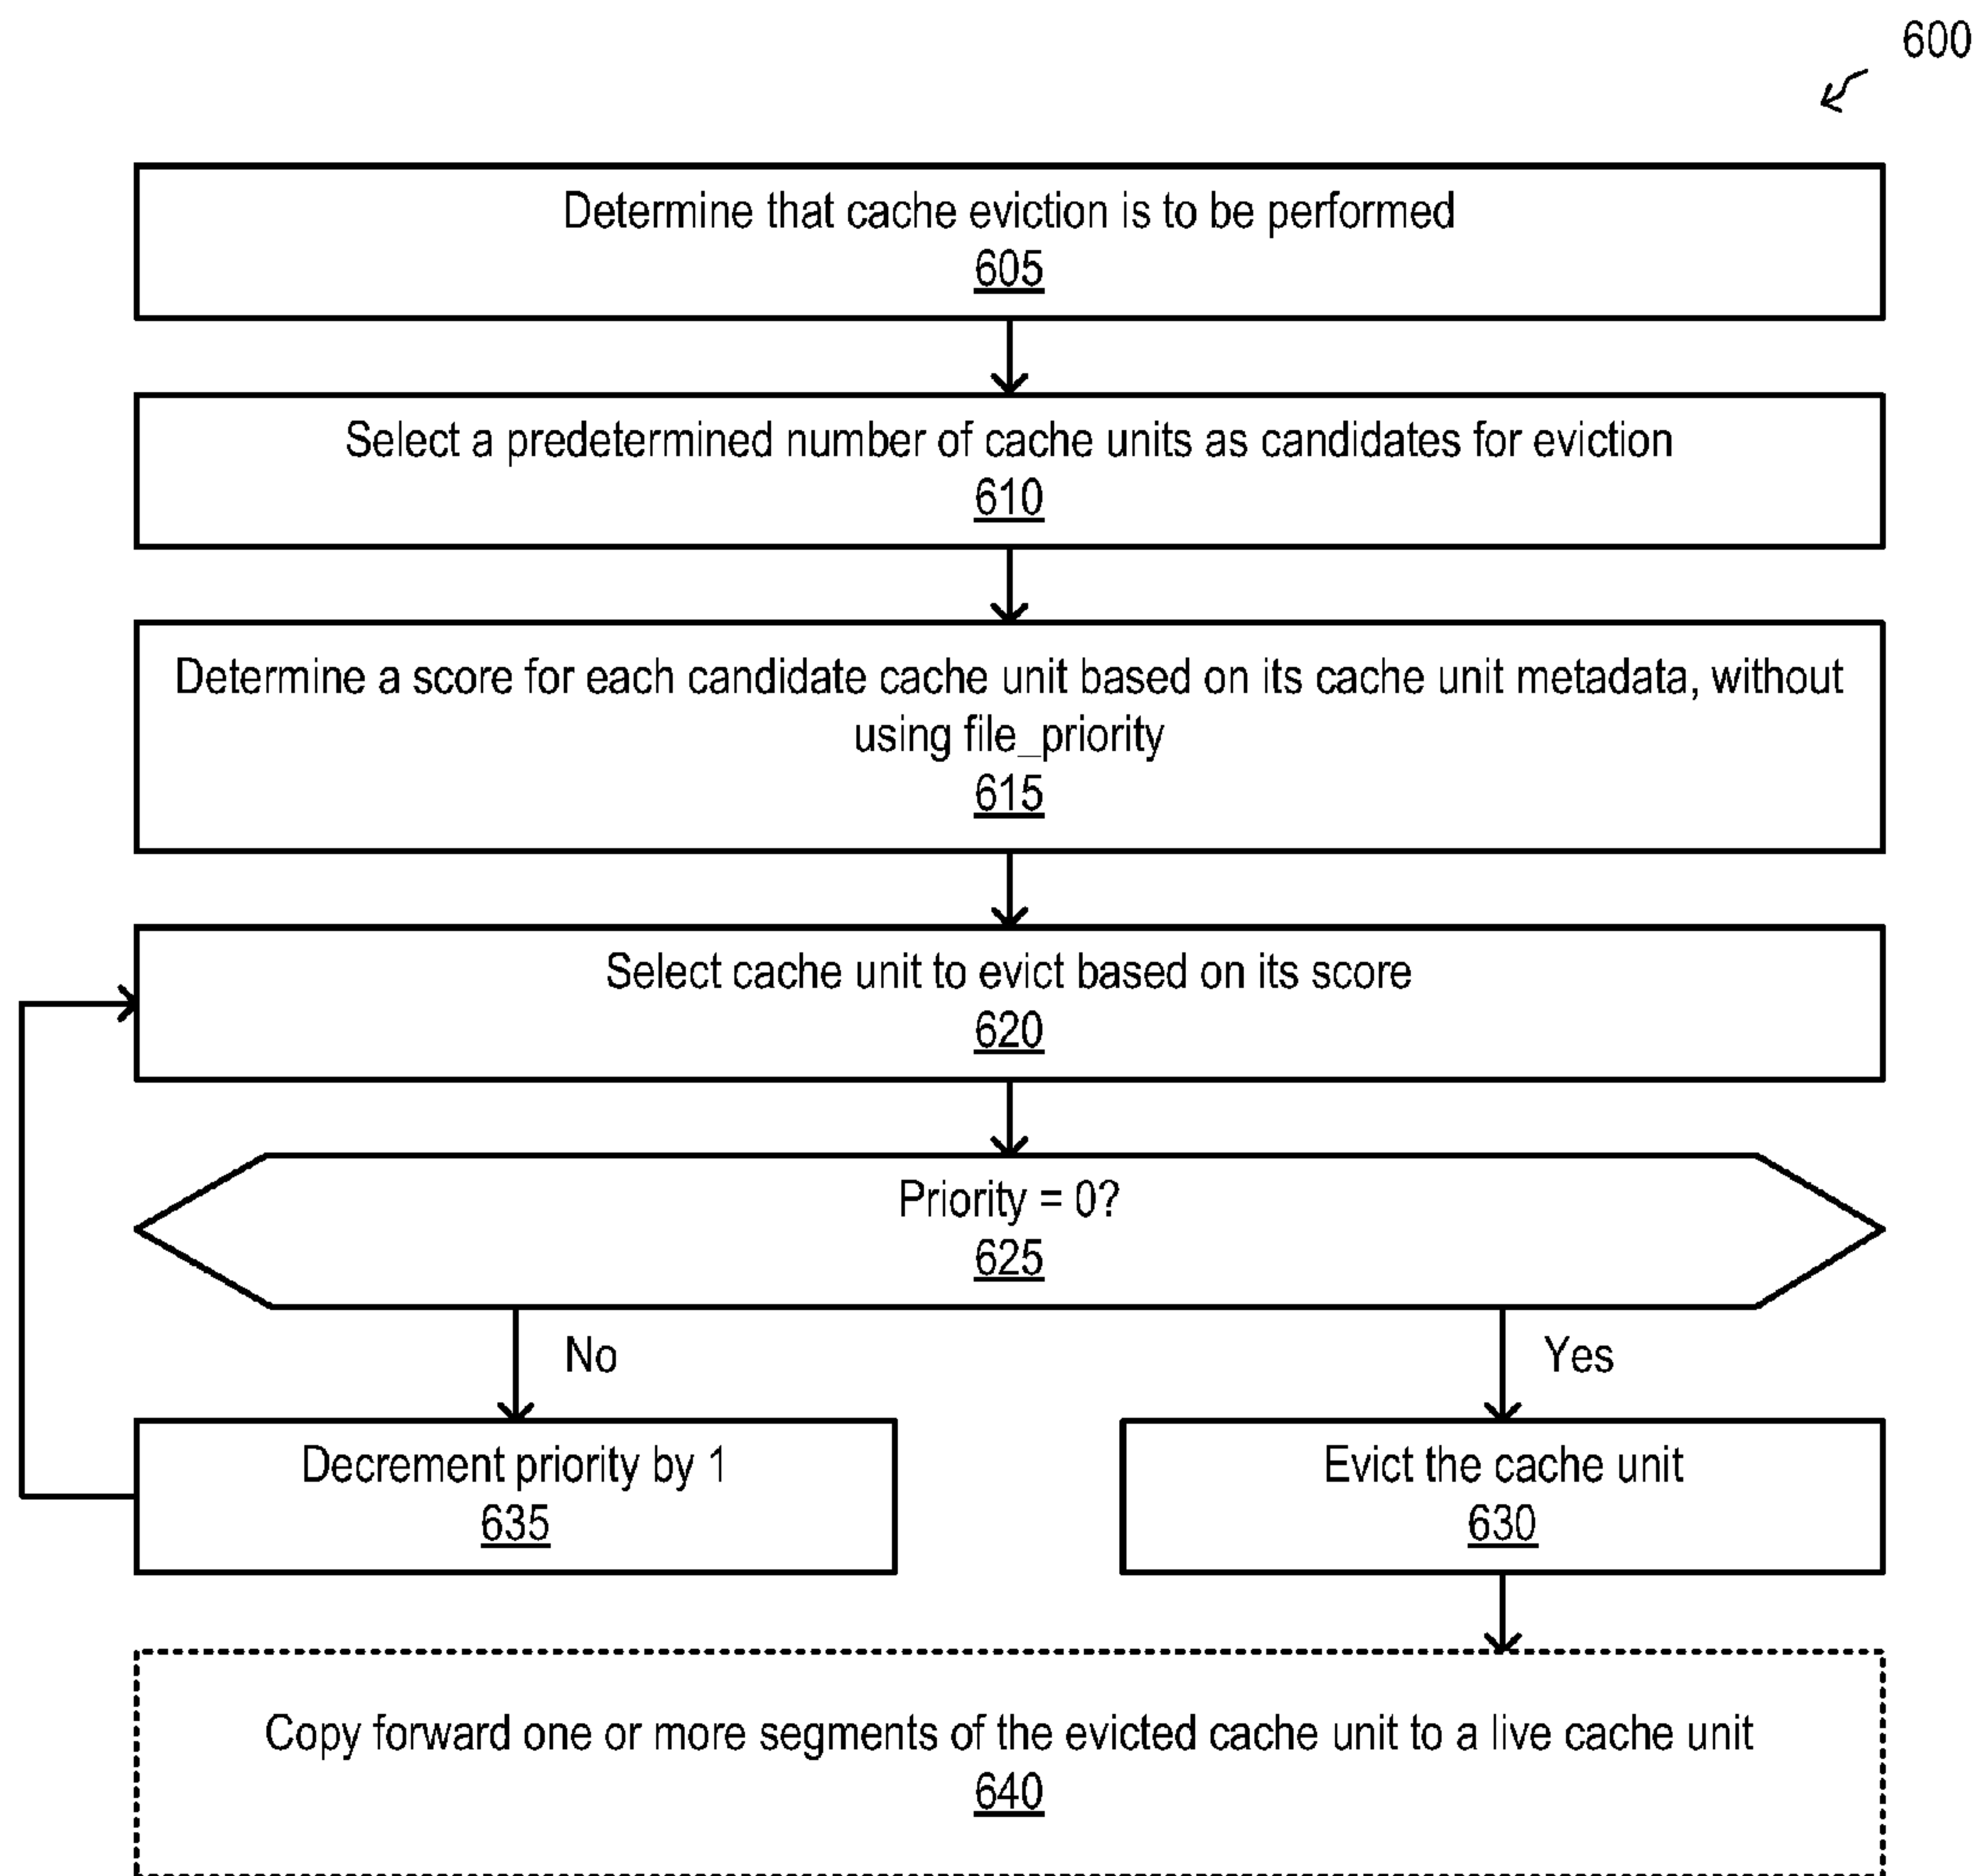 600
Determine that cache eviction is to be performed
605
Select a predetermined number of cache units as candidates for eviction
610
Determine a score for each candidate cache unit based on its cache unit metadata, without
using file_priority
615
Select cache unit to evict based on its score
620
Priority = 0?
625
No
Yes
Decrement priority by 1
635
Evict the cache unit
630
Copy forward one or more segments of the evicted cache unit to a live cache unit
640